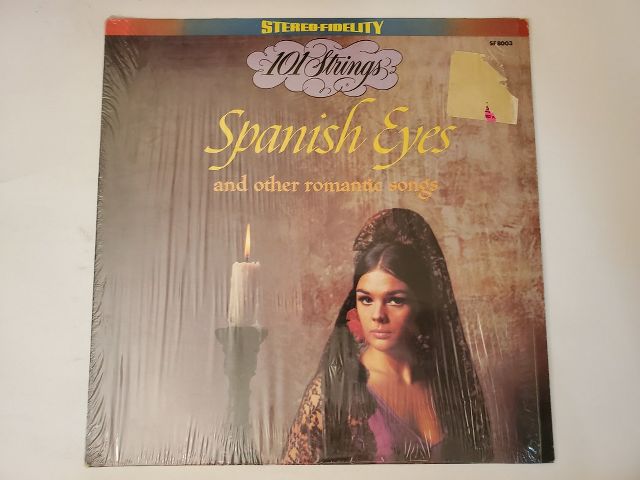 STEREO-FIDELITY
101 Strings
SF 8003
Spanish Eyes
and other romantic songs